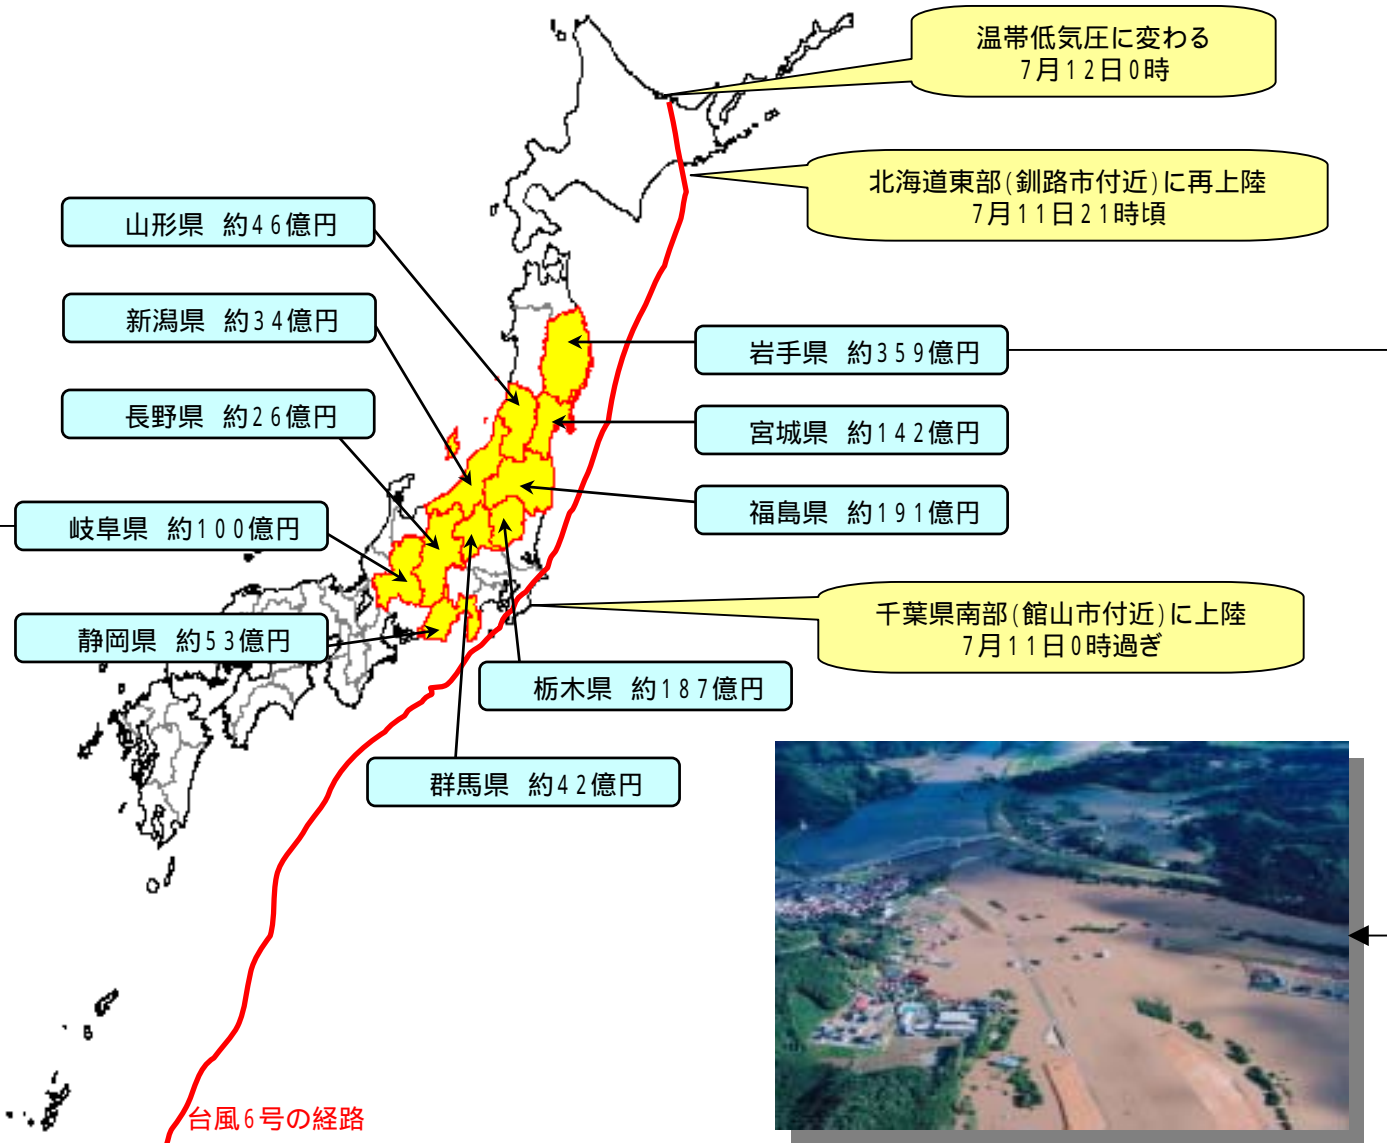 温帯低気圧に変わる
7月12日0時
北海道東部(釧路市付近)に再上陸
7月11日21時頃
山形県 約46億円
新潟県 約34億円
岩手県 約359億円
長野県 約26億円
宮城県 約142億円
福島県 約191億円
岐阜県 約100億円
千葉県南部(館山市付近)に上陸
7月11日0時過ぎ
静岡県 約53億円
栃木県 約187億円
群馬県 約42億円
台風6号の経路